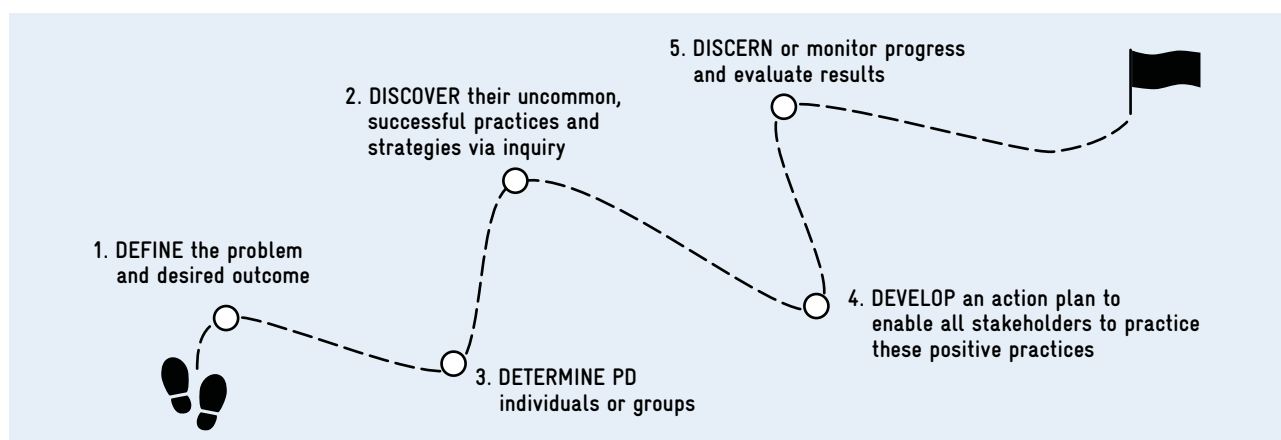 1. DEFINE the problem
and desired outcome
2. DISCOVER their uncommon,
successful practices and
strategies via inquiry
3. DETERMINE PD
individuals or groups
4. DEVELOP an action plan to
enable all stakeholders to practice
these positive practices
5. DISCERN or monitor progress
and evaluate results